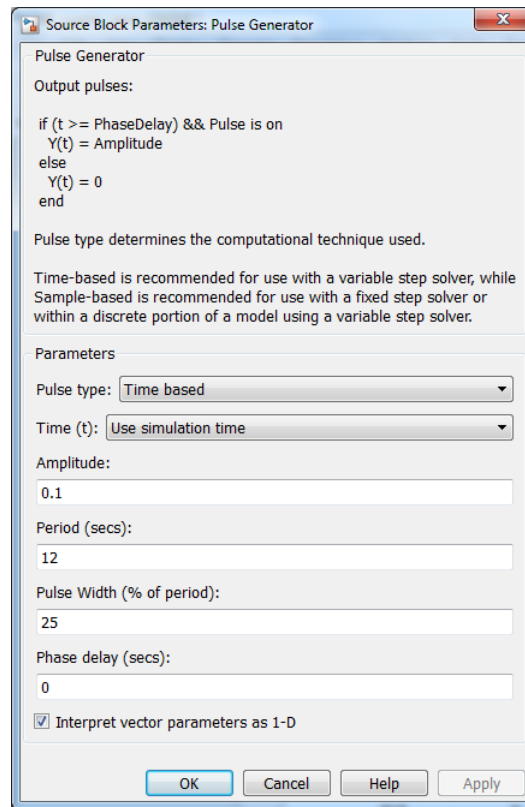 Source Block Parameters: Pulse Generator
Pulse Generator
Output pulses:
if (t >= PhaseDelay) && Pulse is on
Y(t) = Amplitude
else
Y(t) = 0
end
Pulse type determines the computational technique used.
Time-based is recommended for use with a variable step solver, while
Sample-based is recommended for use with a fixed step solver or
within a discrete portion of a model using a variable step solver.
Parameters
Pulse type: Time based
Time (t): Use simulation time
Amplitude:
0.1
Period (secs):
12
Pulse Width (% of period):
25
Phase delay (secs):
0
Interpret vector parameters as 1-D
OK Cancel Help Apply